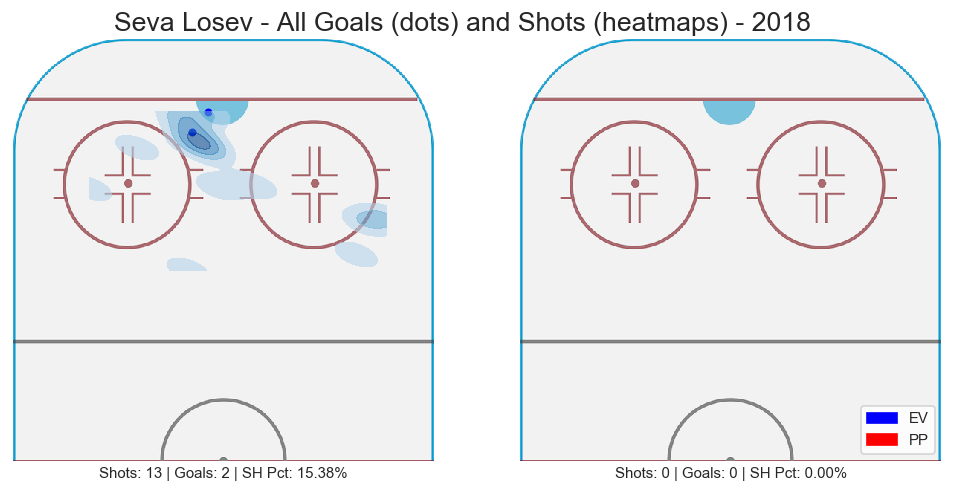 Seva Losev - All Goals (dots) and Shots (heatmaps) - 2018
EV
PP
Shots: 13 | Goals: 2 | SH Pct: 15.38%
Shots: 0 | Goals: 0 | SH Pct: 0.00%